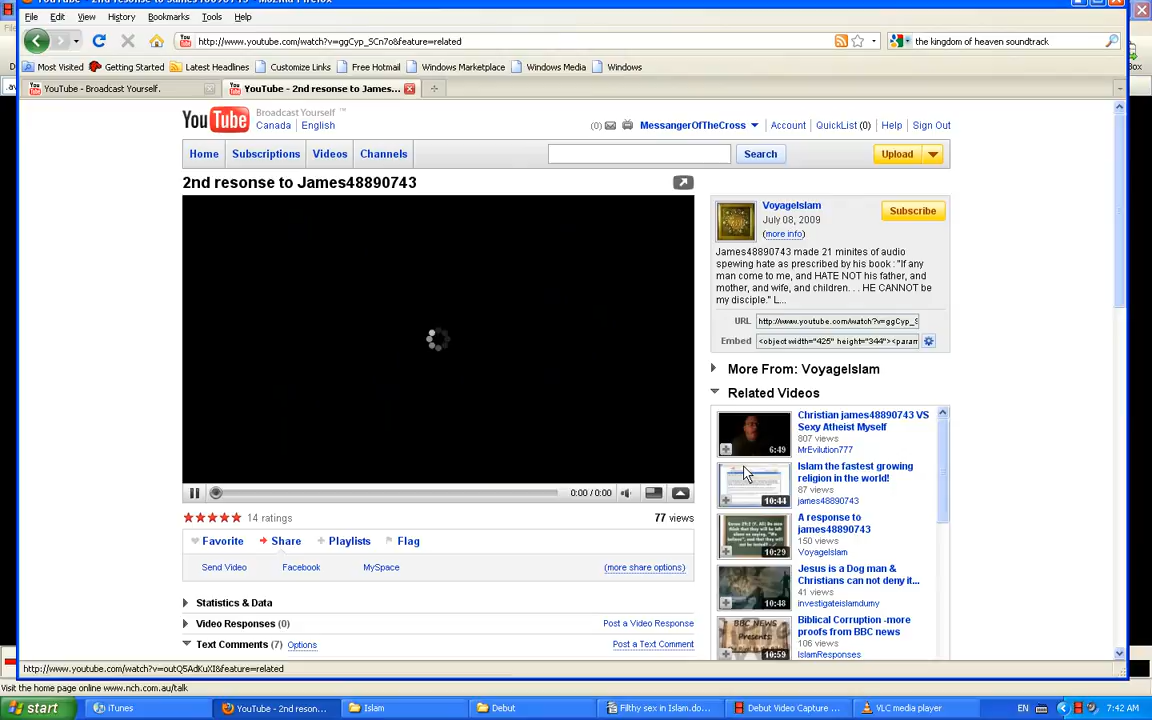 File Edit View History Bookmarks Tools Help
http://www.youtube.com/watch?v=ggCyp_SCn7o&feature=related
the kingdom of heaven soundtrack
Most Visited Getting Started Latest Headlines Customize Links Free Hotmail Windows Marketplace Windows Media Windows
YouTube - Broadcast Yourself.
YouTube - 2nd resonse to James...
YouTube Broadcast Yourself ™
Canada English
(0) MessangerOfTheCross Account QuickList (0) Help Sign Out
Home Subscriptions Videos Channels Search Upload
2nd resonse to James48890743
VoyageIslam
July 08, 2009
(more info)
Subscribe
James48890743 made 21 minites of audio
spewing hate as prescribed by his book : "If any
man come to me, and HATE NOT his father, and
mother, and wife, and children. . . HE CANNOT be
my disciple." L...
URL http://www.youtube.com/watch?v=ggCyp_S
Embed <object width="425" height="344"><param
More From: VoyageIslam
Related Videos
Christian james48890743 VS
Sexy Atheist Myself
807 views
MrEvilution777
6:49
Islam the fastest growing
religion in the world!
87 views
james48890743
10:44
A response to
james48890743
150 views
VoyageIslam
10:29
Jesus is a Dog man &
Christians can not deny it...
41 views
investigateislamdumy
10:48
Biblical Corruption -more
proofs from BBC news
106 views
IslamResponses
BBC NEWS
Presents:
10:59
0:00 / 0:00
14 ratings
77 views
Favorite Share Playlists Flag
Send Video Facebook MySpace (more share options)
Statistics & Data
Video Responses (0) Post a Video Response
Text Comments (7) Options Post a Text Comment
http://www.youtube.com/watch?v=outQ5AdKuXI&feature=related
Visit the home page online www.nch.com.au/talk
start iTunes YouTube - 2nd reson... Islam Debut Filthy sex in Islam.do... Debut Video Capture ... VLC media player EN 7:42 AM